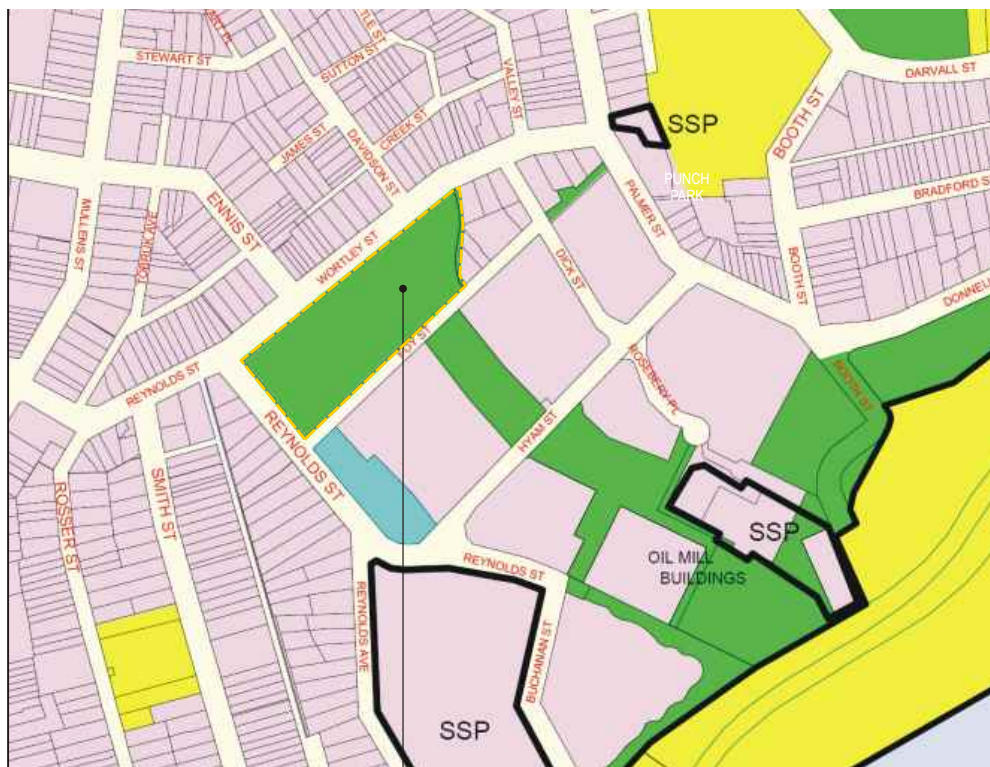 STEWART ST
SUTTON ST
JAMES ST
DAVIDSON ST
CREEK ST
VALLEY ST
SSP
PUNCH
PARK
BOOTH ST
DARVALL ST
BRADFORD S
MULLENS ST
ENNIS ST
WORTLEY ST
PALMER ST
DICK ST
BOOTH ST
DONNELL
REYNOLDS ST
REYNOLDS ST
HYAM ST
ROSEBERY PL
BOOTH ST
ROSSER ST
SMITH ST
SSP
OIL MILL
BUILDINGS
REYNOLDS ST
REYNOLDS AVE
BUCHANAN ST
SSP